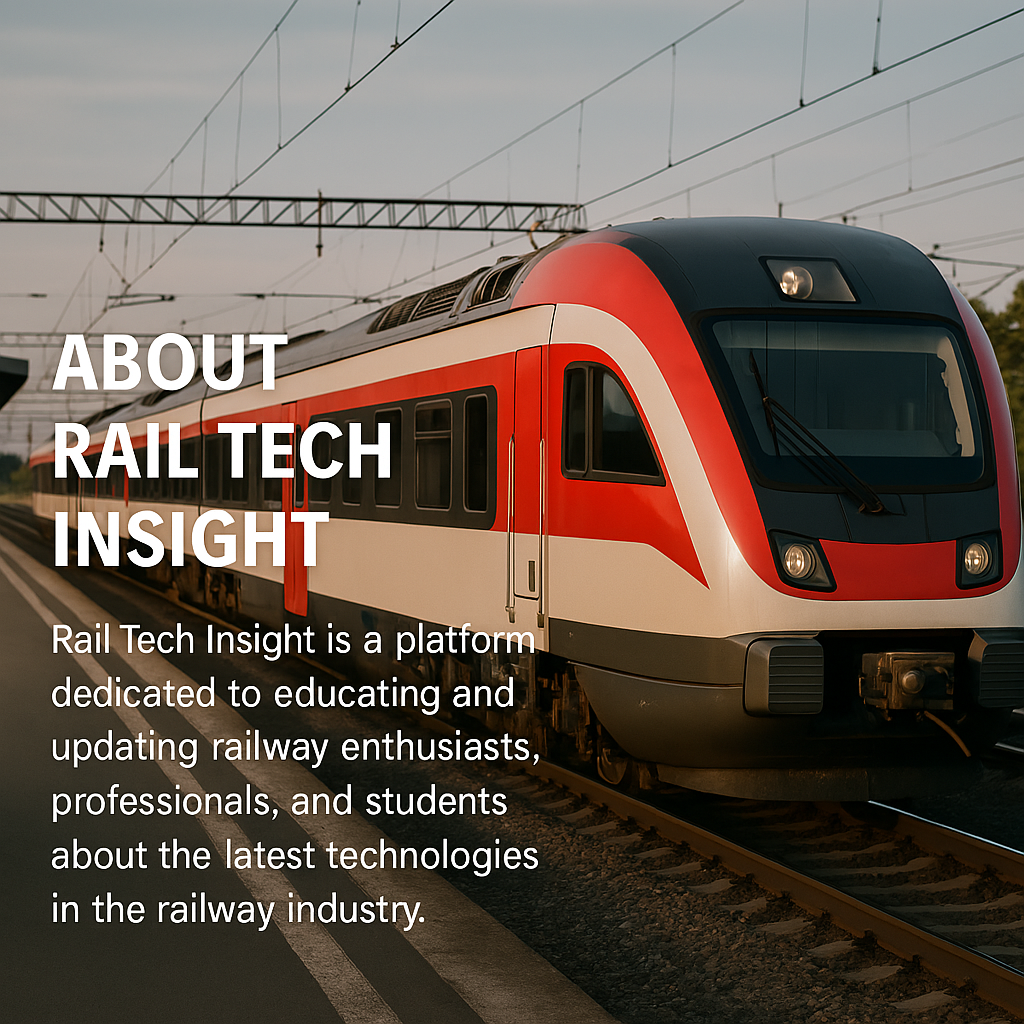 ABOUT
RAIL TECH
INSIGHT
Rail Tech Insight is a platform
dedicated to educating and
updating railway enthusiasts,
professionals, and students
about the latest technologies
in the railway industry.